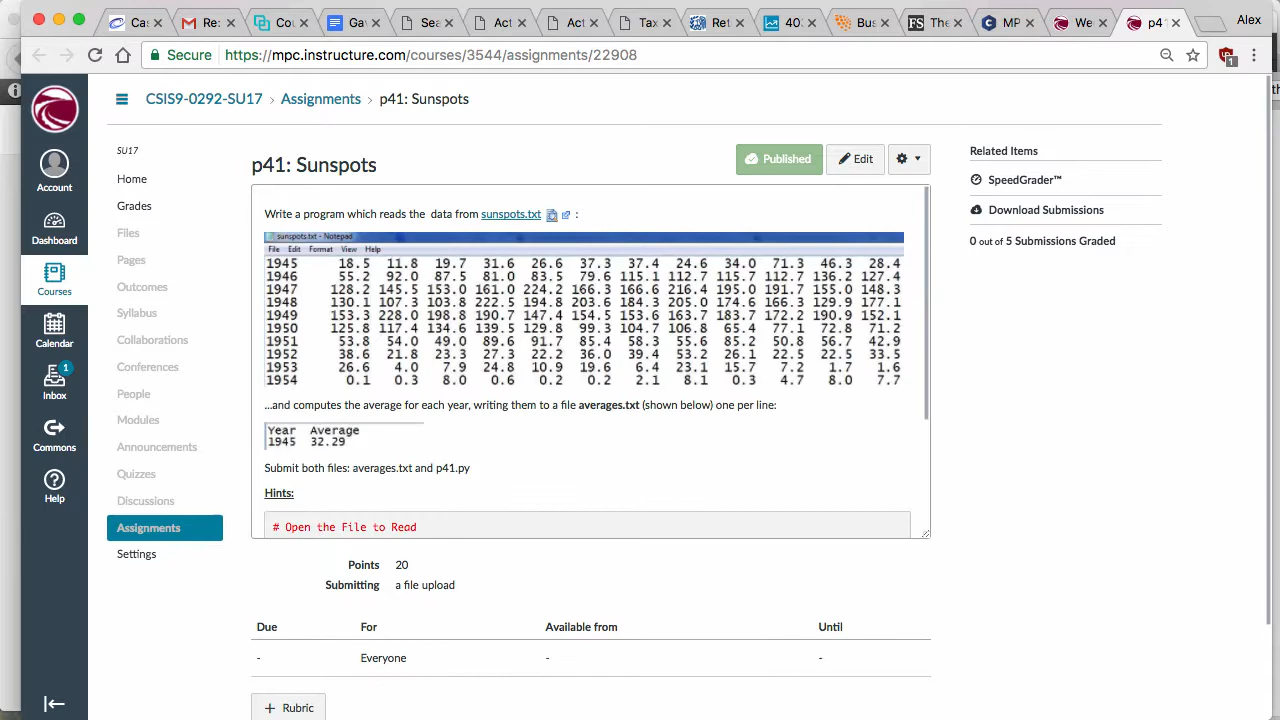 Ca
Re
Co
Ga
Sea
Act
Act
Tax
Ret
40
Bus
FS The
MP
We
p4
Alex
Secure https://mpc.instructure.com/courses/3544/assignments/22908
1
CSIS9-0292-SU17 › Assignments › p41: Sunspots
Account
Dashboard
Courses
Calendar
1
Inbox
Commons
Help
SU17
Home
Grades
Files
Pages
Outcomes
Syllabus
Collaborations
Conferences
People
Modules
Announcements
Quizzes
Discussions
Assignments
Settings
p41: Sunspots
Published
Edit
Write a program which reads the data from sunspots.txt :
sunspots.txt - Notepad
File Edit Format View Help
1945 18.5 11.8 19.7 31.6 26.6 37.3 37.4 24.6 34.0 71.3 46.3 28.4
1946 55.2 92.0 87.5 81.0 83.5 79.6 115.1 112.7 115.7 112.7 136.2 127.4
1947 128.2 145.5 153.0 161.0 224.2 166.3 166.6 216.4 195.0 191.7 155.0 148.3
1948 130.1 107.3 103.8 222.5 194.8 203.6 184.3 205.0 174.6 166.3 129.9 177.1
1949 153.3 228.0 198.8 190.7 147.4 154.5 153.6 163.7 183.7 172.2 190.9 152.1
1950 125.8 117.4 134.6 139.5 129.8 99.3 104.7 106.8 65.4 77.1 72.8 71.2
1951 53.8 54.0 49.0 89.6 91.7 85.4 58.3 55.6 85.2 50.8 56.7 42.9
1952 38.6 21.8 23.3 27.3 22.2 36.0 39.4 53.2 26.1 22.5 22.5 33.5
1953 26.6 4.0 7.9 24.8 10.9 19.6 6.4 23.1 15.7 7.2 1.7 1.6
1954 0.1 0.3 8.0 0.6 0.2 0.2 2.1 8.1 0.3 4.7 8.0 7.7
...and computes the average for each year, writing them to a file averages.txt (shown below) one per line:
Year Average
1945 32.29
Submit both files: averages.txt and p41.py
Hints:
# Open the File to Read
Points 20
Submitting a file upload
Due For Available from Until
- Everyone - -
+ Rubric
Related Items
SpeedGrader™
Download Submissions
0 out of 5 Submissions Graded